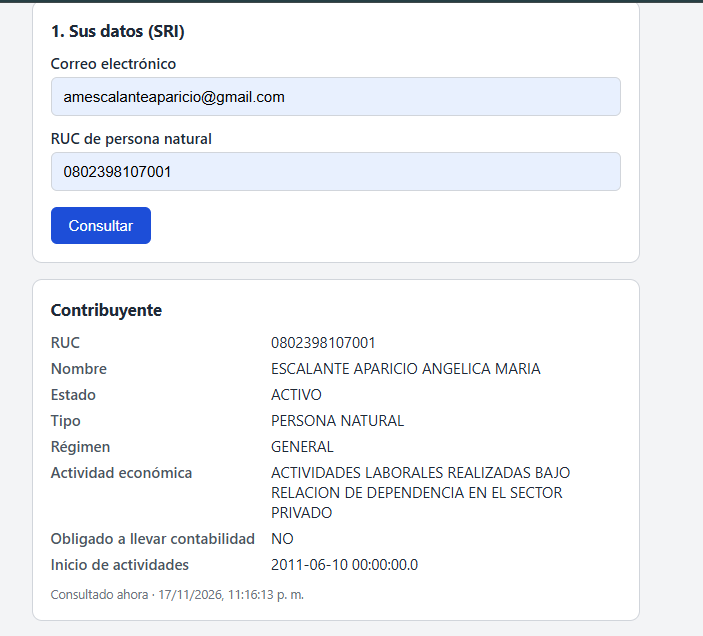 1. Sus datos (SRI)
Correo electrónico
amescalanteaparicio@gmail.com
RUC de persona natural
0802398107001
Consultar
Contribuyente
RUC 0802398107001
Nombre ESCALANTE APARICIO ANGELICA MARIA
Estado ACTIVO
Tipo PERSONA NATURAL
Régimen GENERAL
Actividad económica ACTIVIDADES LABORALES REALIZADAS BAJO
RELACION DE DEPENDENCIA EN EL SECTOR
PRIVADO
Obligado a llevar contabilidad NO
Inicio de actividades 2011-06-10 00:00:00.0
Consultado ahora · 17/11/2026, 11:16:13 p. m.